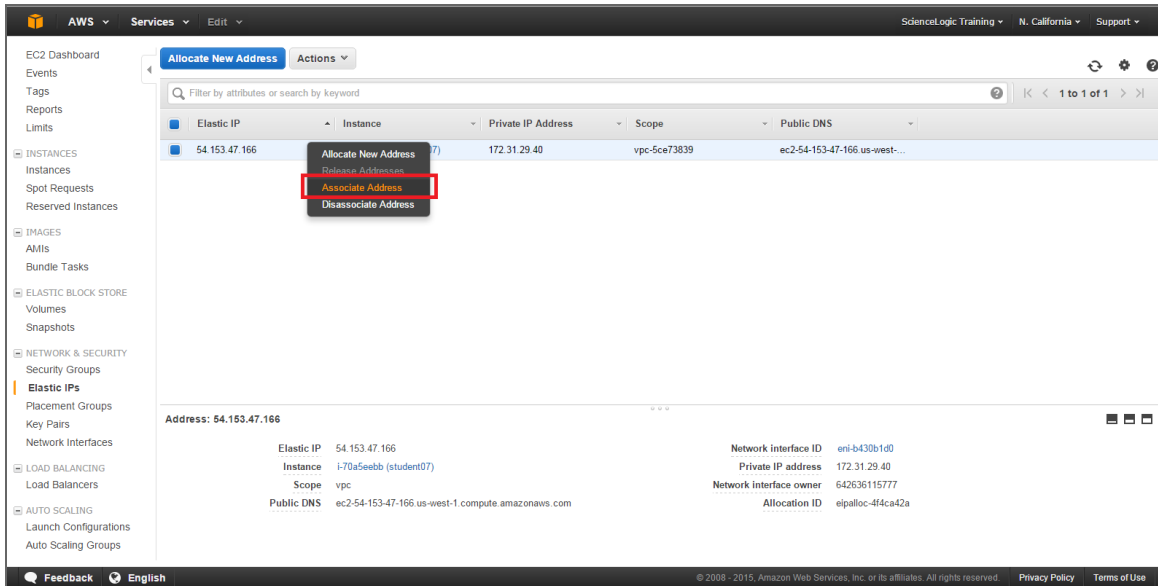 AWS Services Edit ScienceLogic Training N. California Support
EC2 Dashboard
Events
Tags
Reports
Limits
INSTANCES
Instances
Spot Requests
Reserved Instances
IMAGES
AMIs
Bundle Tasks
ELASTIC BLOCK STORE
Volumes
Snapshots
NETWORK & SECURITY
Security Groups
Elastic IPs
Placement Groups
Key Pairs
Network Interfaces
LOAD BALANCING
Load Balancers
AUTO SCALING
Launch Configurations
Auto Scaling Groups
Allocate New Address Actions
Filter by attributes or search by keyword 1 to 1 of 1
Elastic IP Instance Private IP Address Scope Public DNS
54.153.47.166 07) 172.31.29.40 vpc-5ce73839 ec2-54-153-47-166.us-west-...
Allocate New Address
Release Addresses
Associate Address
Disassociate Address
Address: 54.153.47.166
Elastic IP 54.153.47.166
Instance i-70a5eebb (student07)
Scope vpc
Public DNS ec2-54-153-47-166.us-west-1.compute.amazonaws.com
Network interface ID eni-b430b1d0
Private IP address 172.31.29.40
Network interface owner 642636115777
Allocation ID eipalloc-4f4ca42a
Feedback English © 2008 - 2015, Amazon Web Services, Inc. or its affiliates. All rights reserved. Privacy Policy Terms of Use